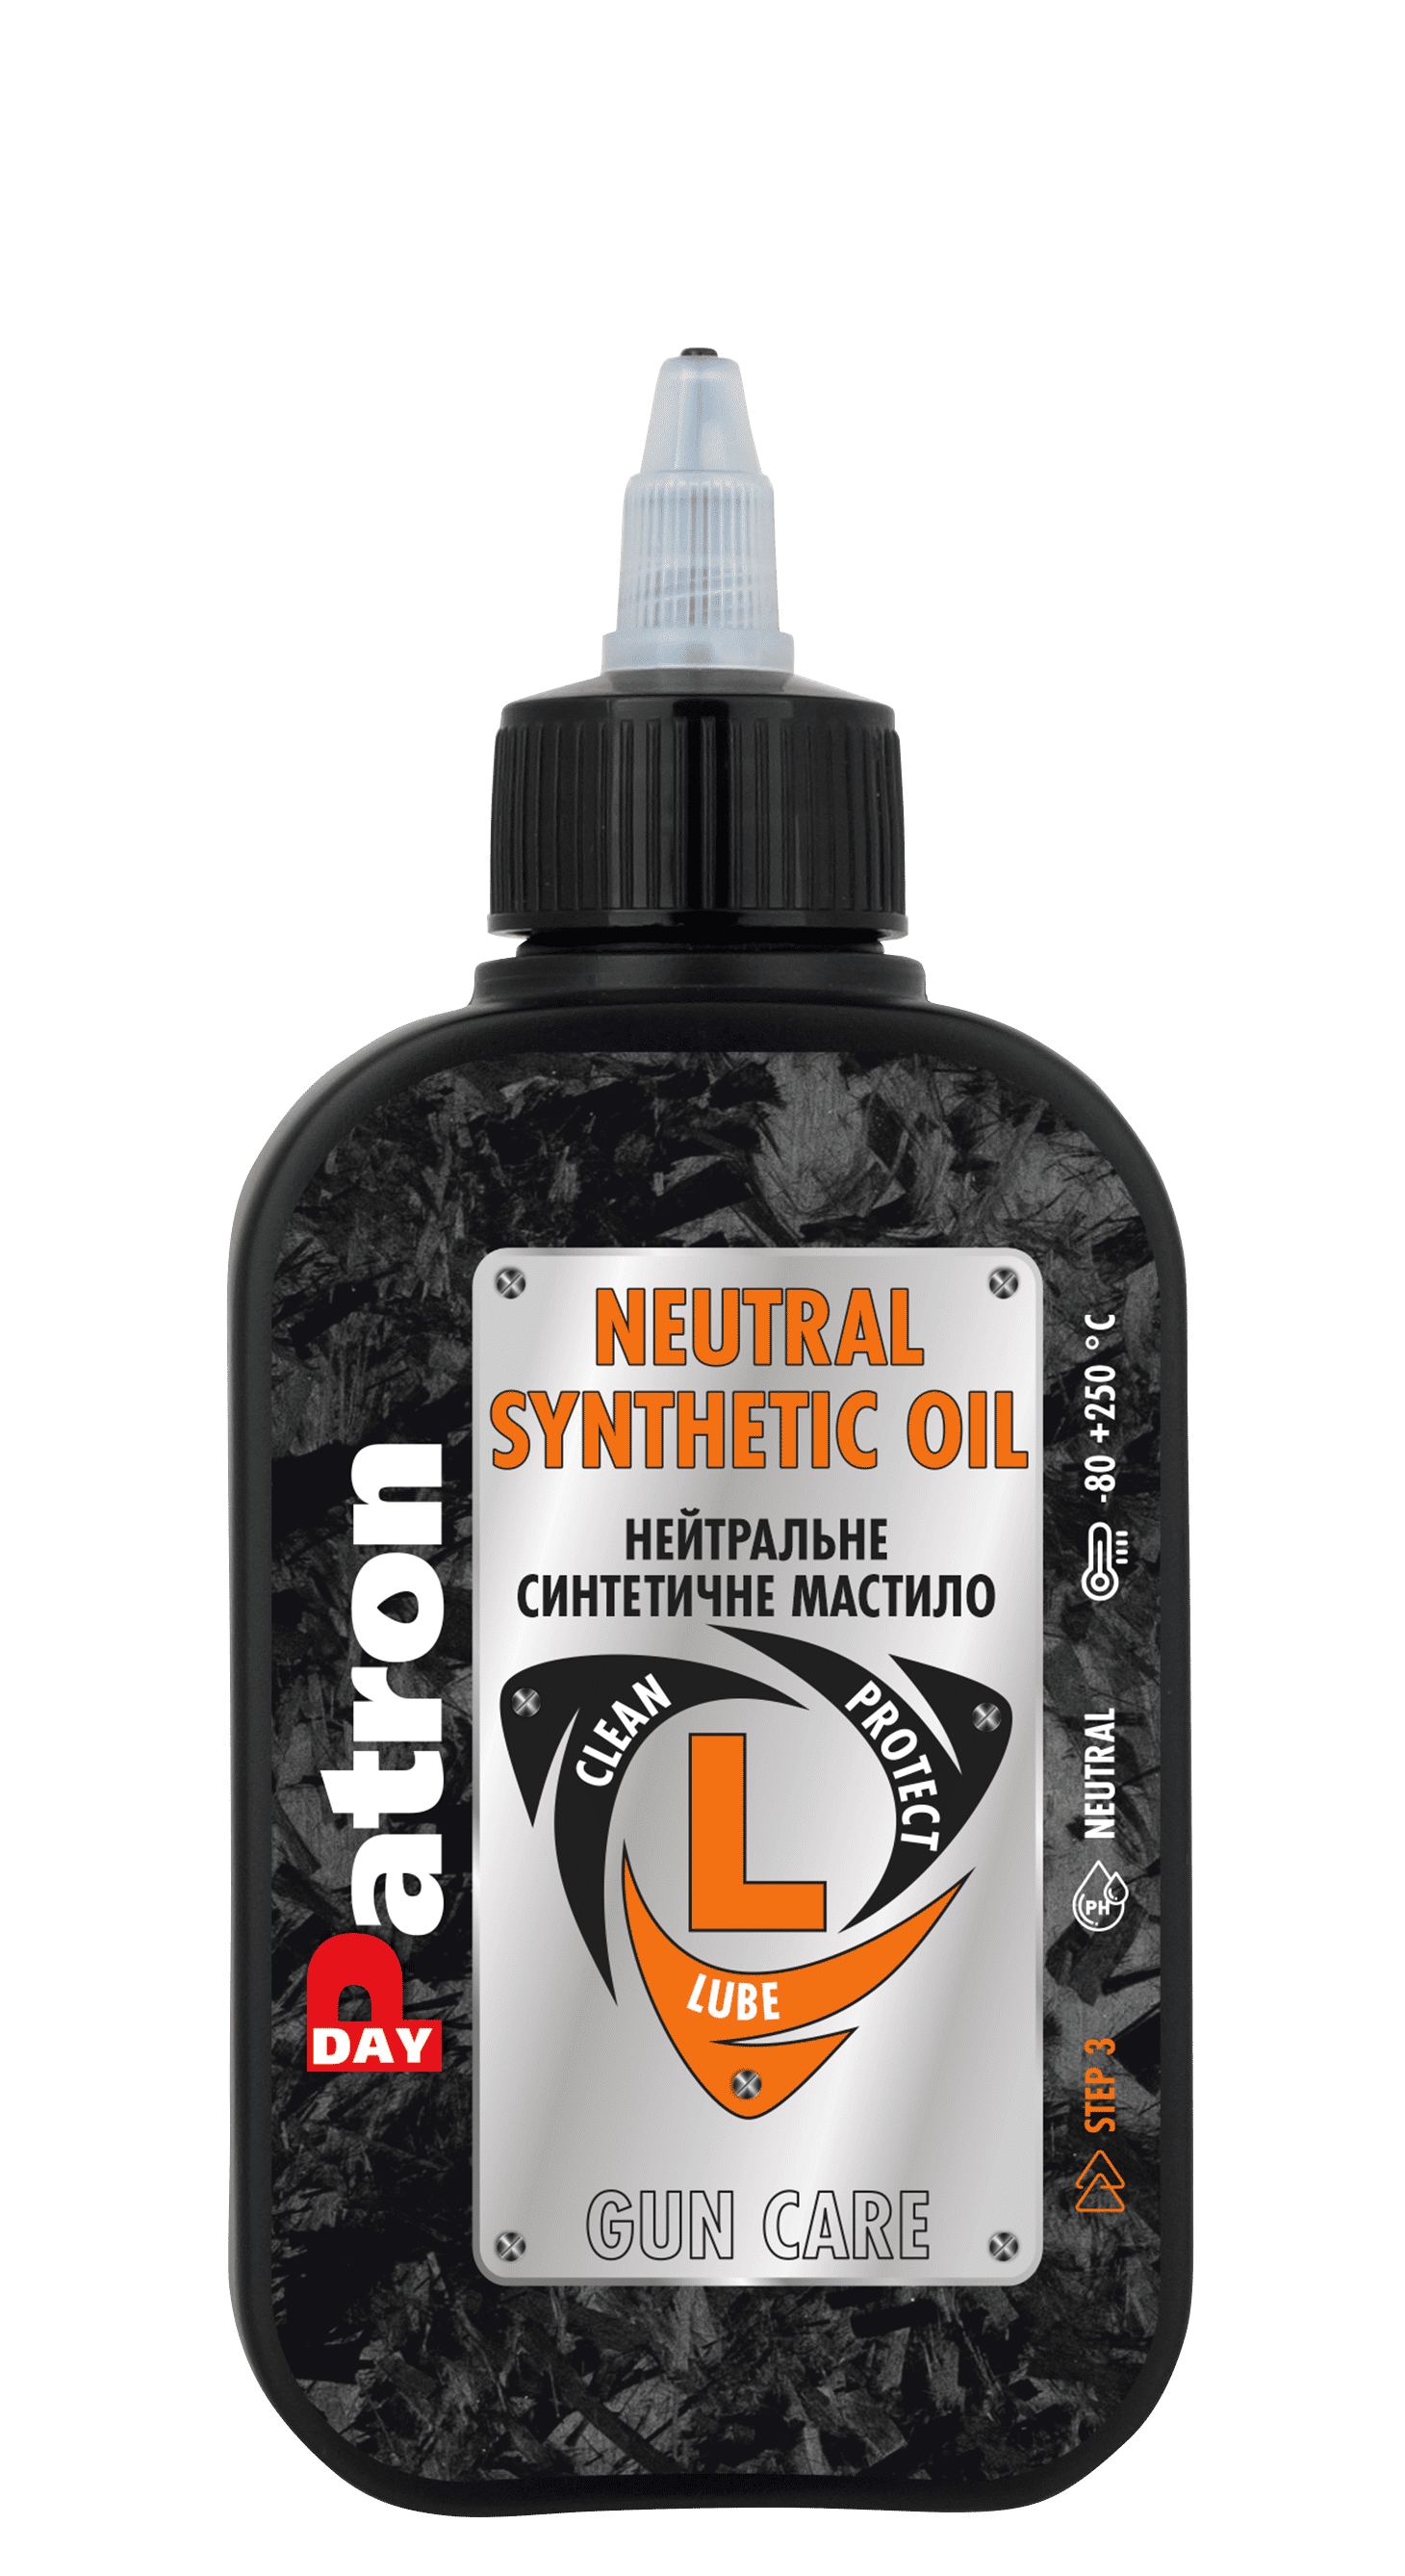 NEUTRAL
SYNTHETIC OIL
НЕЙТРАЛЬНЕ
СИНТЕТИЧНЕ МАСТИЛО
CLEAN
PROTECT
L
LUBE
GUN CARE
Patron
DAY
-80 +250 °C
PH NEUTRAL
STEP 3